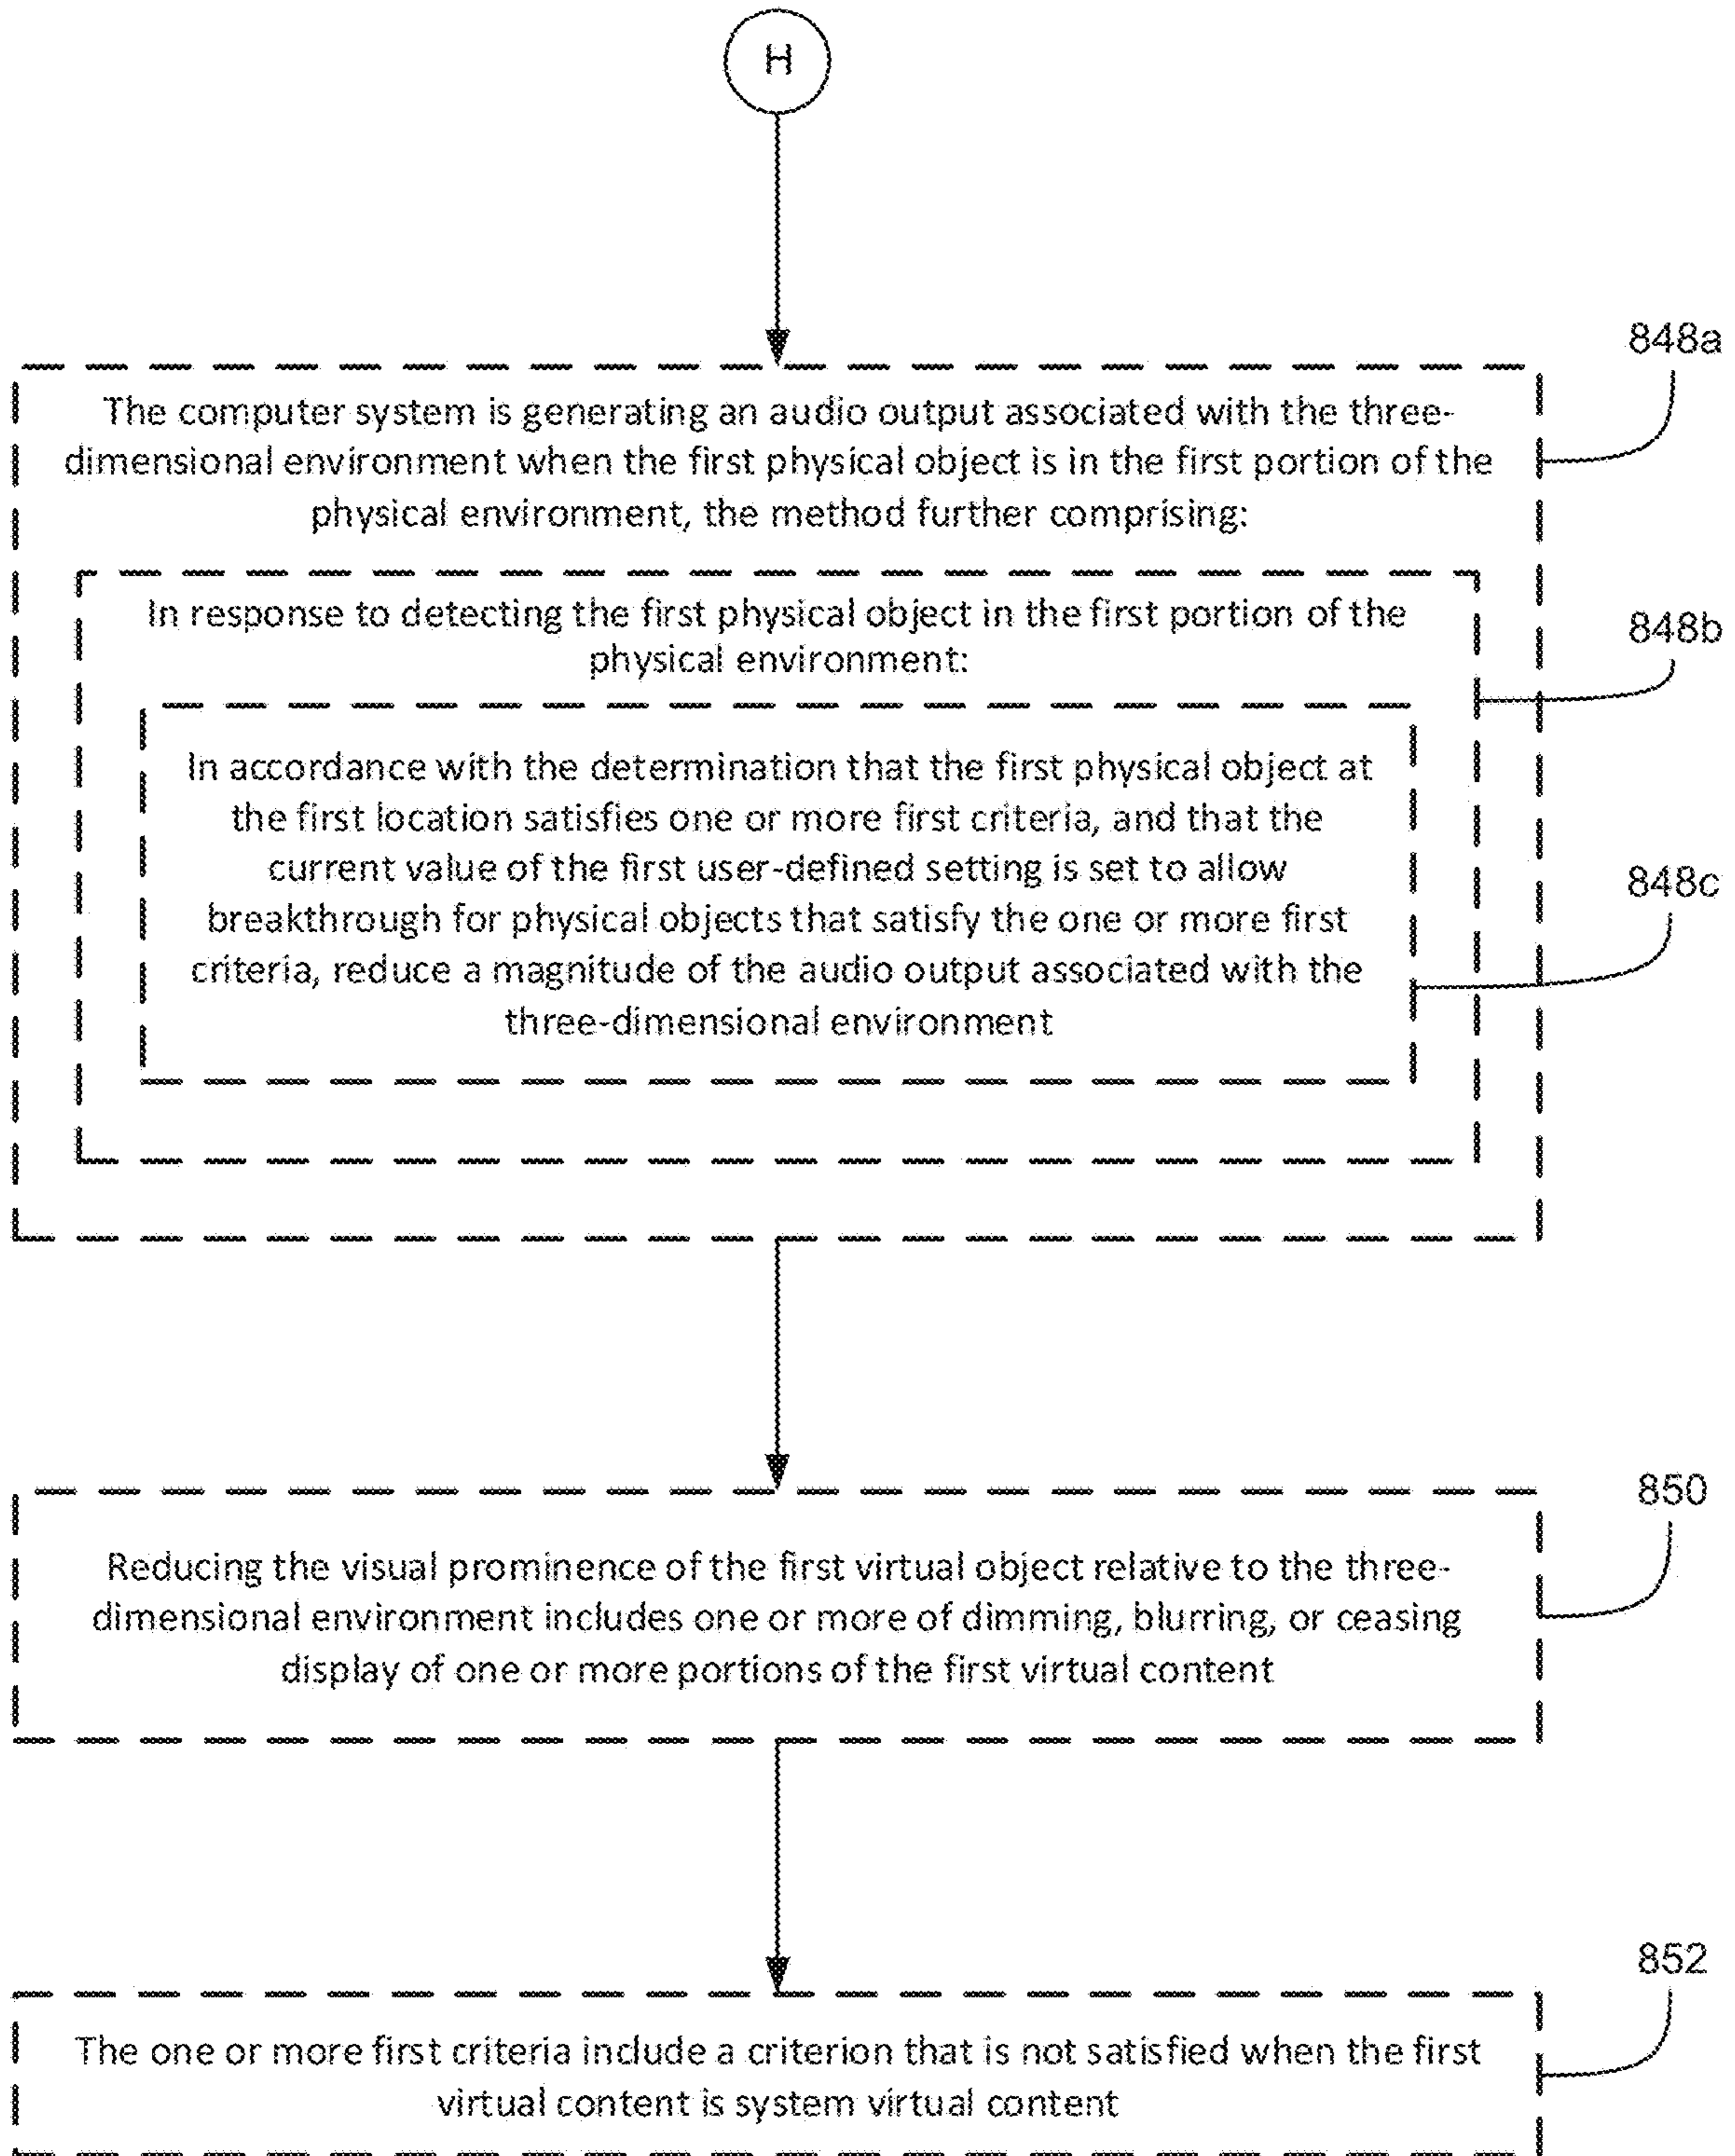 H
848a
The computer system is generating an audio output associated with the three-
dimensional environment when the first physical object is in the first portion of the
physical environment, the method further comprising:
848b
In response to detecting the first physical object in the first portion of the
physical environment:
848c
In accordance with the determination that the first physical object at
the first location satisfies one or more first criteria, and that the
current value of the first user-defined setting is set to allow
breakthrough for physical objects that satisfy the one or more first
criteria, reduce a magnitude of the audio output associated with the
three-dimensional environment
850
Reducing the visual prominence of the first virtual object relative to the three-
dimensional environment includes one or more of dimming, blurring, or ceasing
display of one or more portions of the first virtual content
852
The one or more first criteria include a criterion that is not satisfied when the first
virtual content is system virtual content